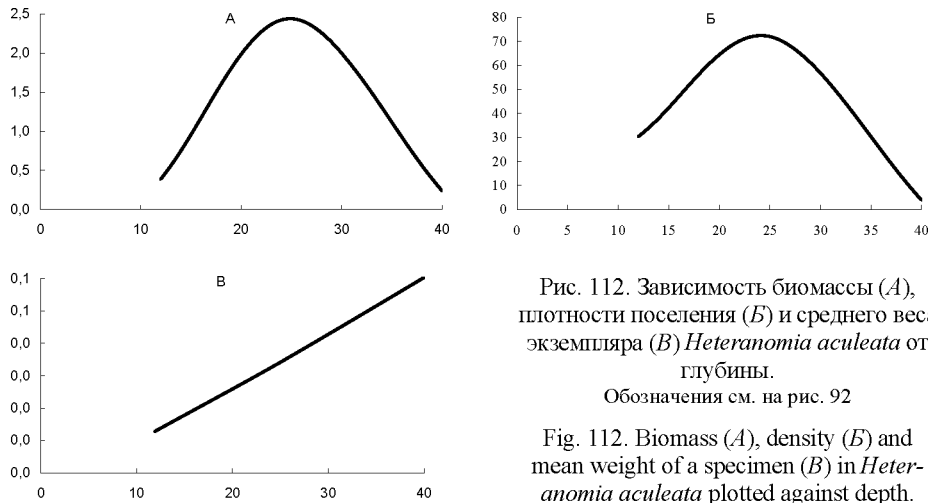 А
2,5
2,0
1,5
1,0
0,5
0,0
0 10 20 30 40
Б
80
70
60
50
40
30
20
10
0
0 5 10 15 20 25 30 35 40
В
0,1
0,1
0,0
0,0
0,0
0,0
0,0
0 10 20 30 40
Рис. 112. Зависимость биомассы (А),
плотности поселения (Б) и среднего веса
экземпляра (В) Heteranomia aculeata от
глубины.
Обозначения см. на рис. 92
Fig. 112. Biomass (А), density (Б) and
mean weight of a specimen (В) in Heter-
anomia aculeata plotted against depth.